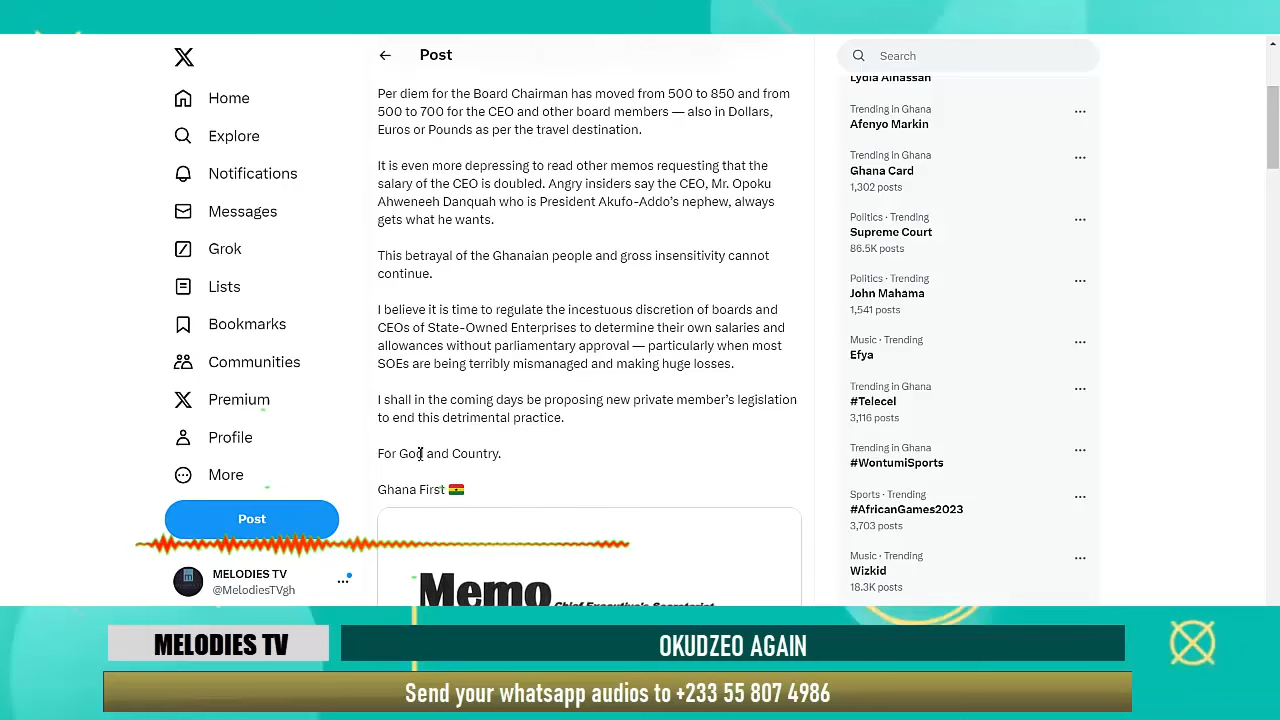 Post
Search
Home
Explore
Notifications
Messages
Grok
Lists
Bookmarks
Communities
Premium
Profile
More
Post
MELODIES TV
@MelodiesTVgh
Per diem for the Board Chairman has moved from 500 to 850 and from
500 to 700 for the CEO and other board members — also in Dollars,
Euros or Pounds as per the travel destination.
It is even more depressing to read other memos requesting that the
salary of the CEO is doubled. Angry insiders say the CEO, Mr. Opoku
Ahweneeh Danquah who is President Akufo-Addo's nephew, always
gets what he wants.
This betrayal of the Ghanaian people and gross insensitivity cannot
continue.
I believe it is time to regulate the incestuous discretion of boards and
CEOs of State-Owned Enterprises to determine their own salaries and
allowances without parliamentary approval — particularly when most
SOEs are being terribly mismanaged and making huge losses.
I shall in the coming days be proposing new private member's legislation
to end this detrimental practice.
For God and Country.
Ghana First 🇬🇭
Memo Chief Executive's Secretariat
Lydia Alhassan
Trending in Ghana
Afenyo Markin
Trending in Ghana
Ghana Card
1,302 posts
Politics · Trending
Supreme Court
86.5K posts
Politics · Trending
John Mahama
1,541 posts
Music · Trending
Efya
Trending in Ghana
#Telecel
3,116 posts
Trending in Ghana
#WontumiSports
Sports · Trending
#AfricanGames2023
3,703 posts
Music · Trending
Wizkid
18.3K posts
MELODIES TV
OKUDZEO AGAIN
Send your whatsapp audios to +233 55 807 4986